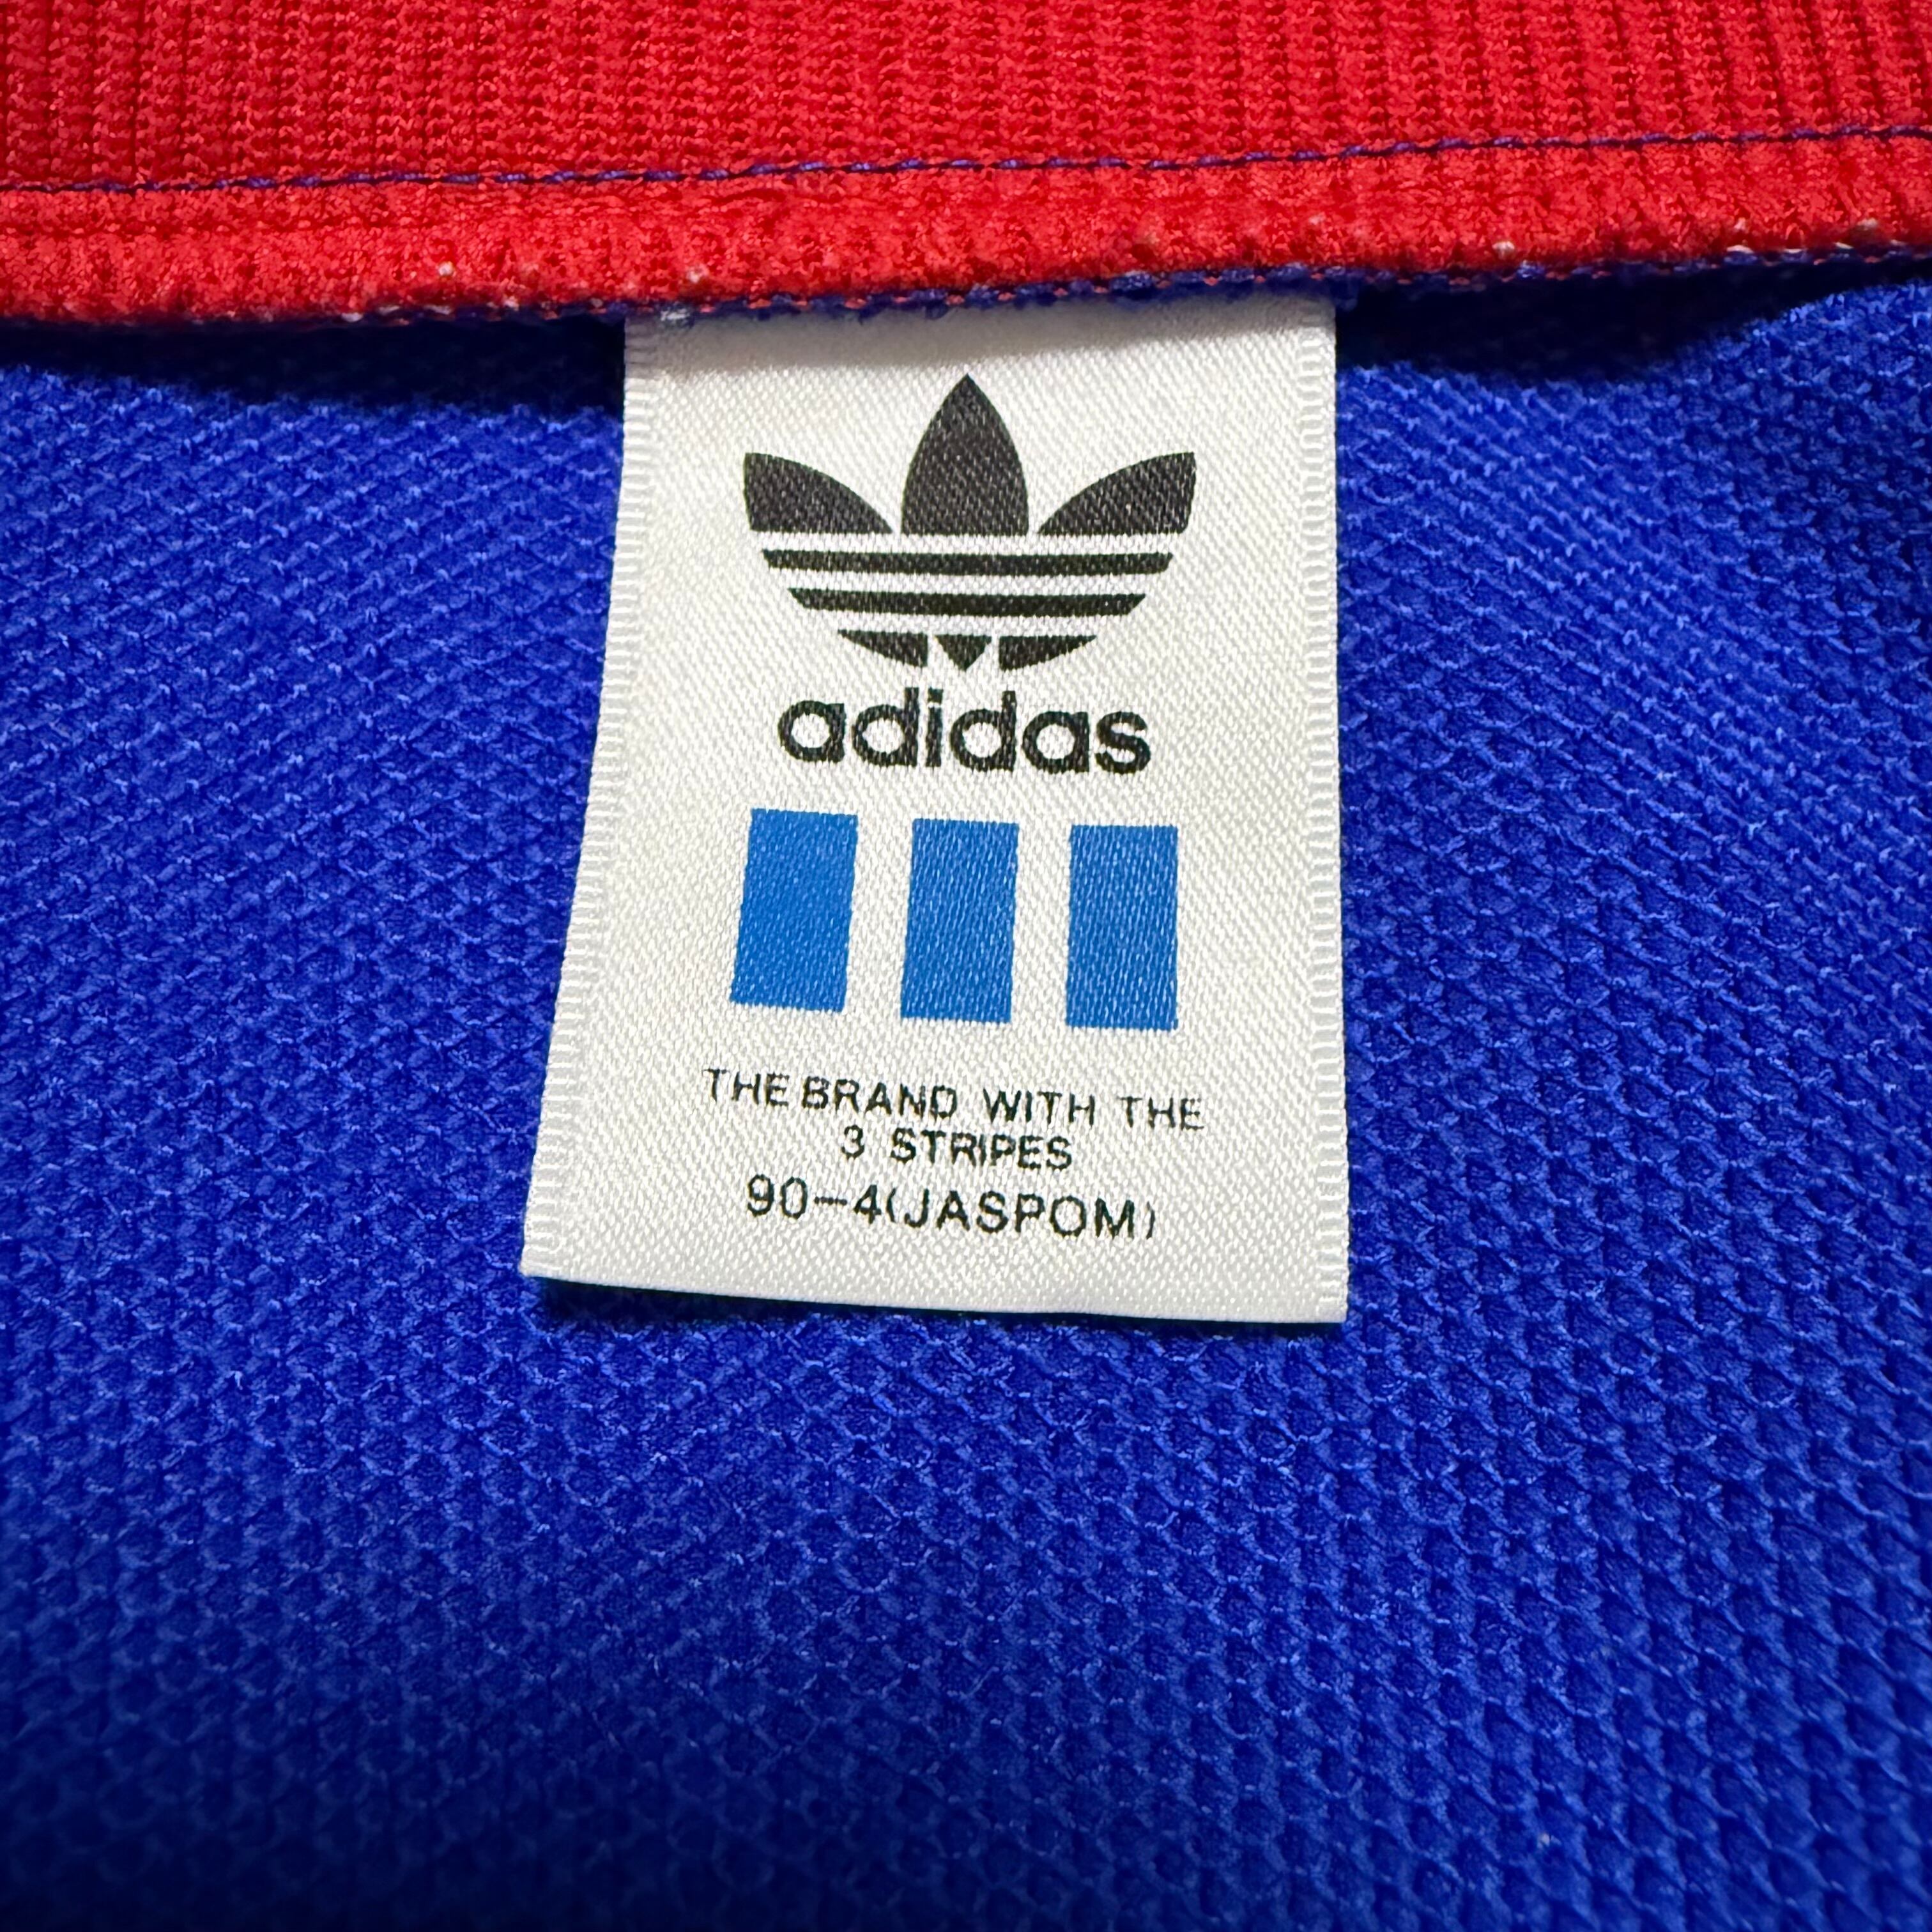 adidas
THE BRAND WITH THE
3 STRIPES
90-4(JASPOM)